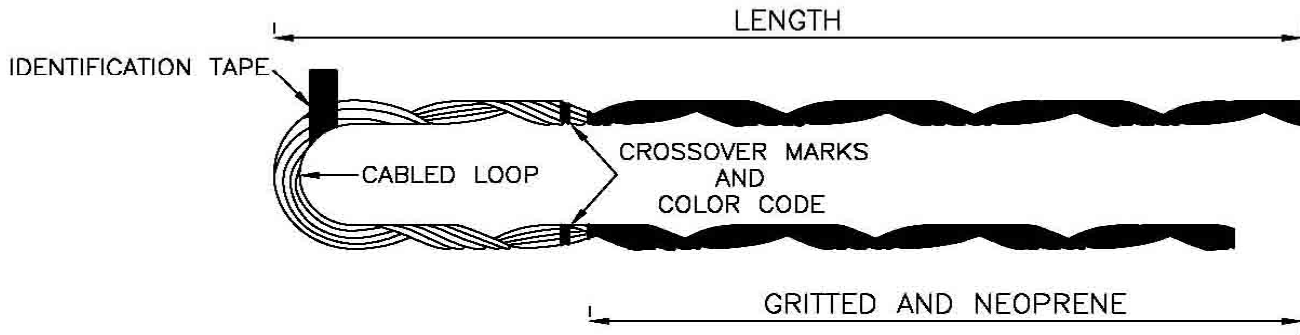 LENGTH
IDENTIFICATION TAPE
CABLED LOOP
CROSSOVER MARKS
AND
COLOR CODE
GRITTED AND NEOPRENE